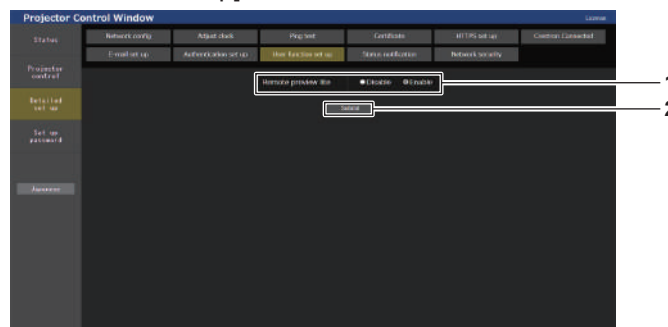 Projector Control Window
License
Status
Projector control
Detailed set up
Set up password
Japanese
Network config
Adjust clock
Ping test
Certificate
HTTPS set up
Crestron Connected
E-mail set up
Authentication set up
User function set up
Status notification
Network security
Remote preview lite
Disable
Enable
1
Submit
2